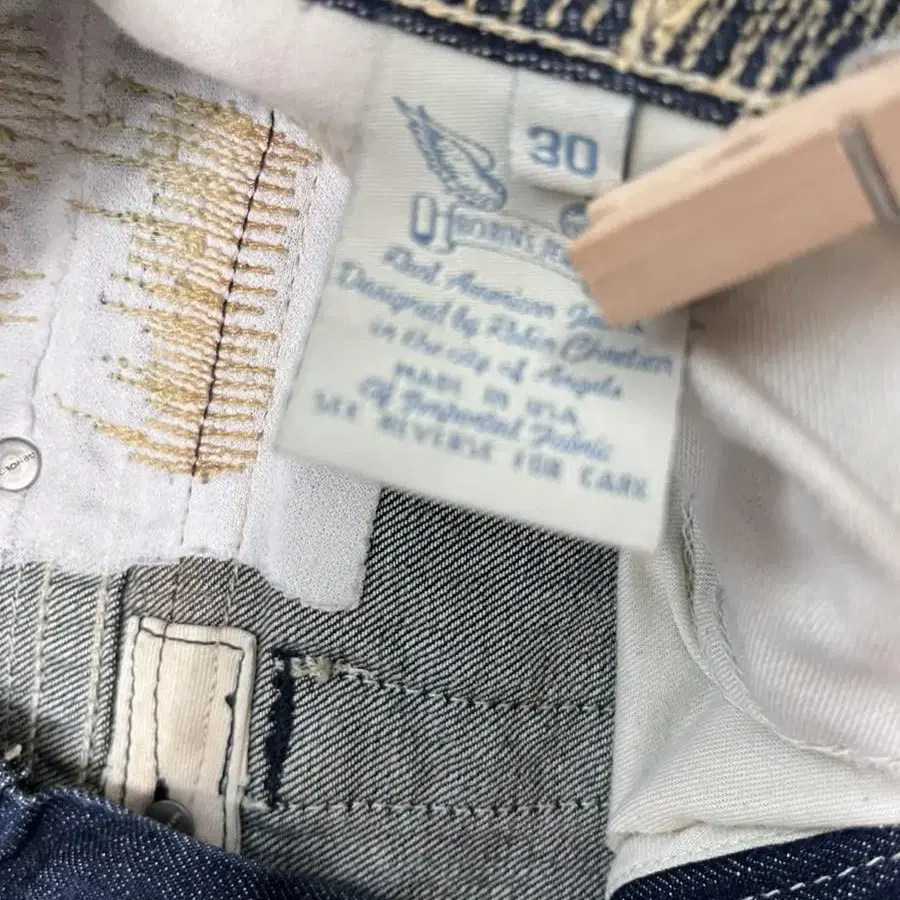 30
ROBIN'S
Real American
Designed by Robin Chretien
in the city of Angels
MADE IN USA
Of Imported Fabric
SEE REVERSE FOR CARE